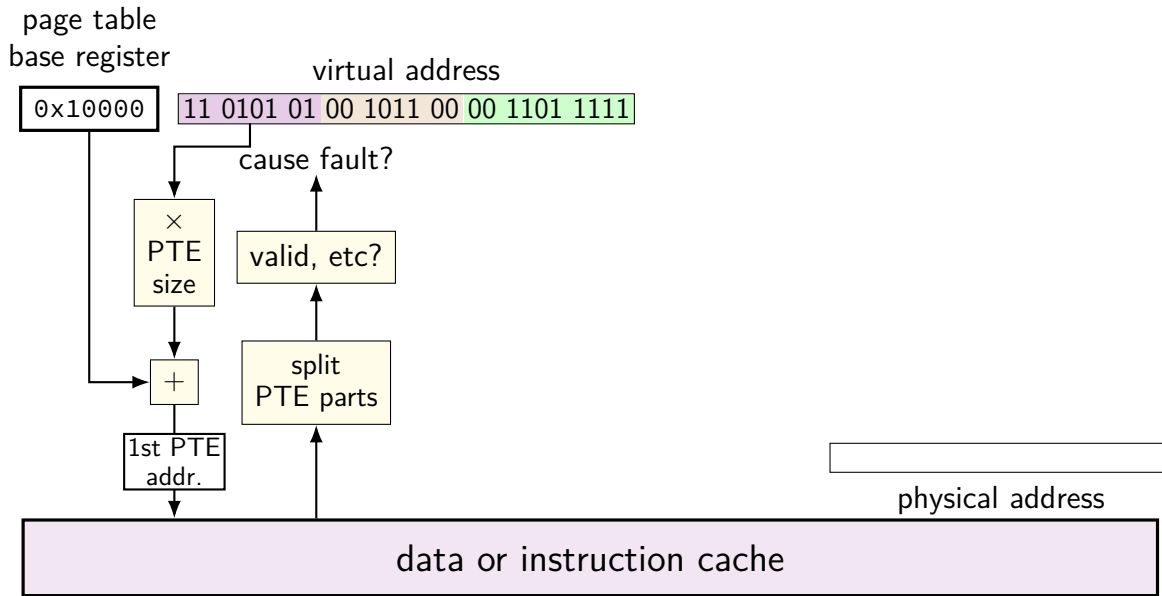 page table
base register
virtual address
0x10000
11 0101 01 00 1011 00 00 1101 1111
cause fault?
×
PTE
size
valid, etc?
split
PTE parts
+
1st PTE
addr.
physical address
data or instruction cache